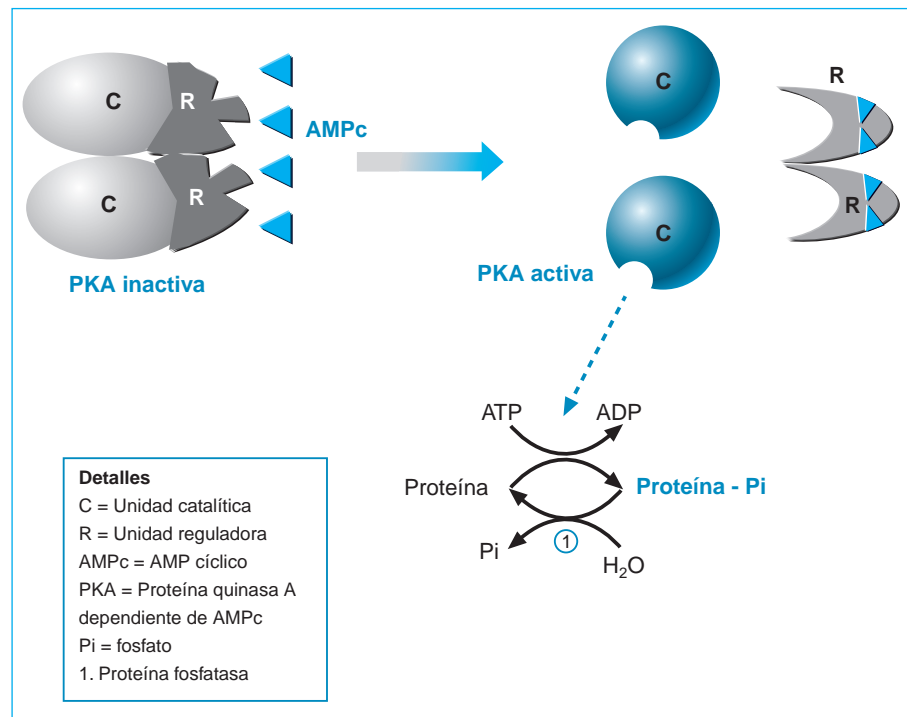 C
R
AMPc
C
R
PKA inactiva
C
R
C
R
PKA activa
ATP
ADP
Proteína
Proteína - Pi
Pi
1
H₂O
Detalles
C = Unidad catalítica
R = Unidad reguladora
AMPc = AMP cíclico
PKA = Proteína quinasa A
dependiente de AMPc
Pi = fosfato
1. Proteína fosfatasa